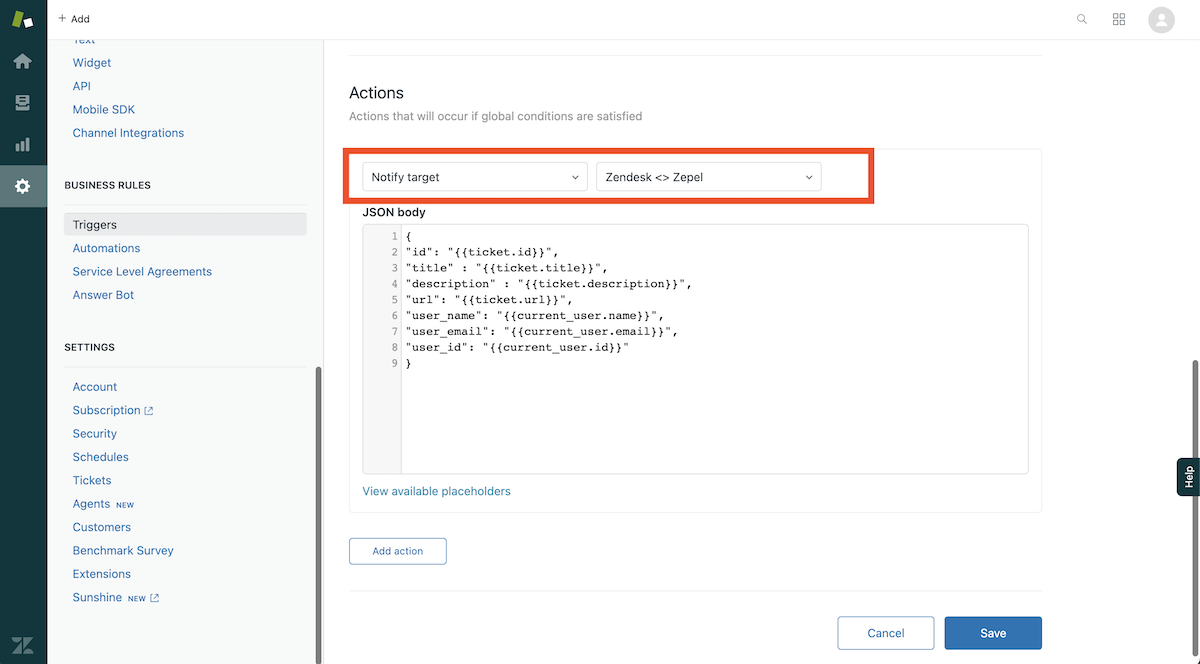 Add
Text
Widget
API
Mobile SDK
Channel Integrations
BUSINESS RULES
Triggers
Automations
Service Level Agreements
Answer Bot
SETTINGS
Account
Subscription
Security
Schedules
Tickets
Agents NEW
Customers
Benchmark Survey
Extensions
Sunshine NEW
Actions
Actions that will occur if global conditions are satisfied
Notify target
Zendesk <> Zepel
JSON body
1 {
2 "id": "{{ticket.id}}",
3 "title" : "{{ticket.title}}",
4 "description" : "{{ticket.description}}",
5 "url": "{{ticket.url}}",
6 "user_name": "{{current_user.name}}",
7 "user_email": "{{current_user.email}}",
8 "user_id": "{{current_user.id}}"
9 }
View available placeholders
Add action
Cancel
Save
Help